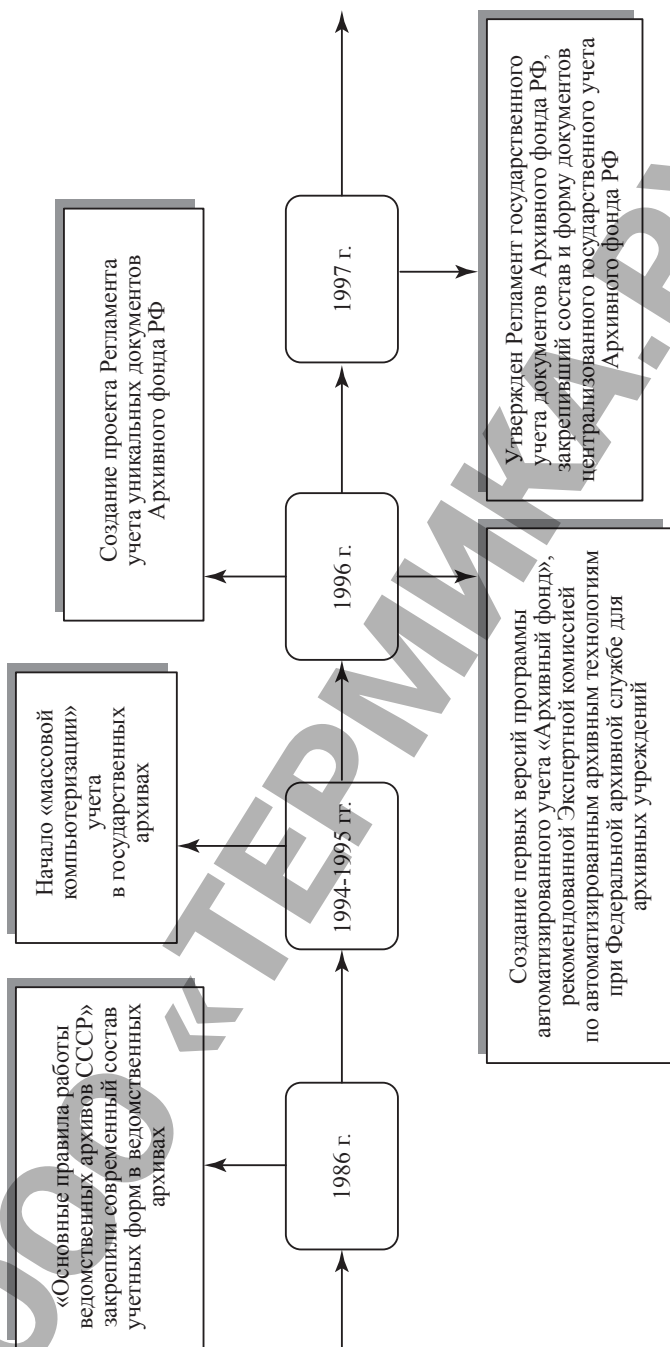 «Основные правила работы
ведомственных архивов СССР»
закрепили современный состав
учетных форм в ведомственных
архивах
1986 г.
Начало «массовой
компьютеризации»
учета
в государственных
архивах
1994-1995 гг.
Создание проекта Регламента
учета уникальных документов
Архивного фонда РФ
1996 г.
Создание первых версий программы
автоматизированного учета «Архивный фонд»,
рекомендованной Экспертной комиссией
по автоматизированным архивным технологиям
при Федеральной архивной службе для
архивных учреждений
1997 г.
Утвержден Регламент государственного
учета документов Архивного фонда РФ,
закрепивший состав и форму документов
централизованного государственного учета
Архивного фонда РФ
ООО «ТЕРМИКА.РУ